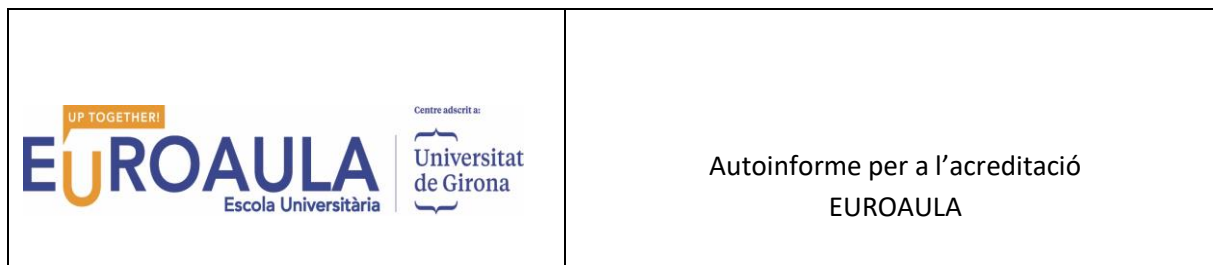 UP TOGETHER!
EUROAULA
Escola Universitària
Centre adscrit a:
Universitat
de Girona
Autoinforme per a l’acreditació
EUROAULA